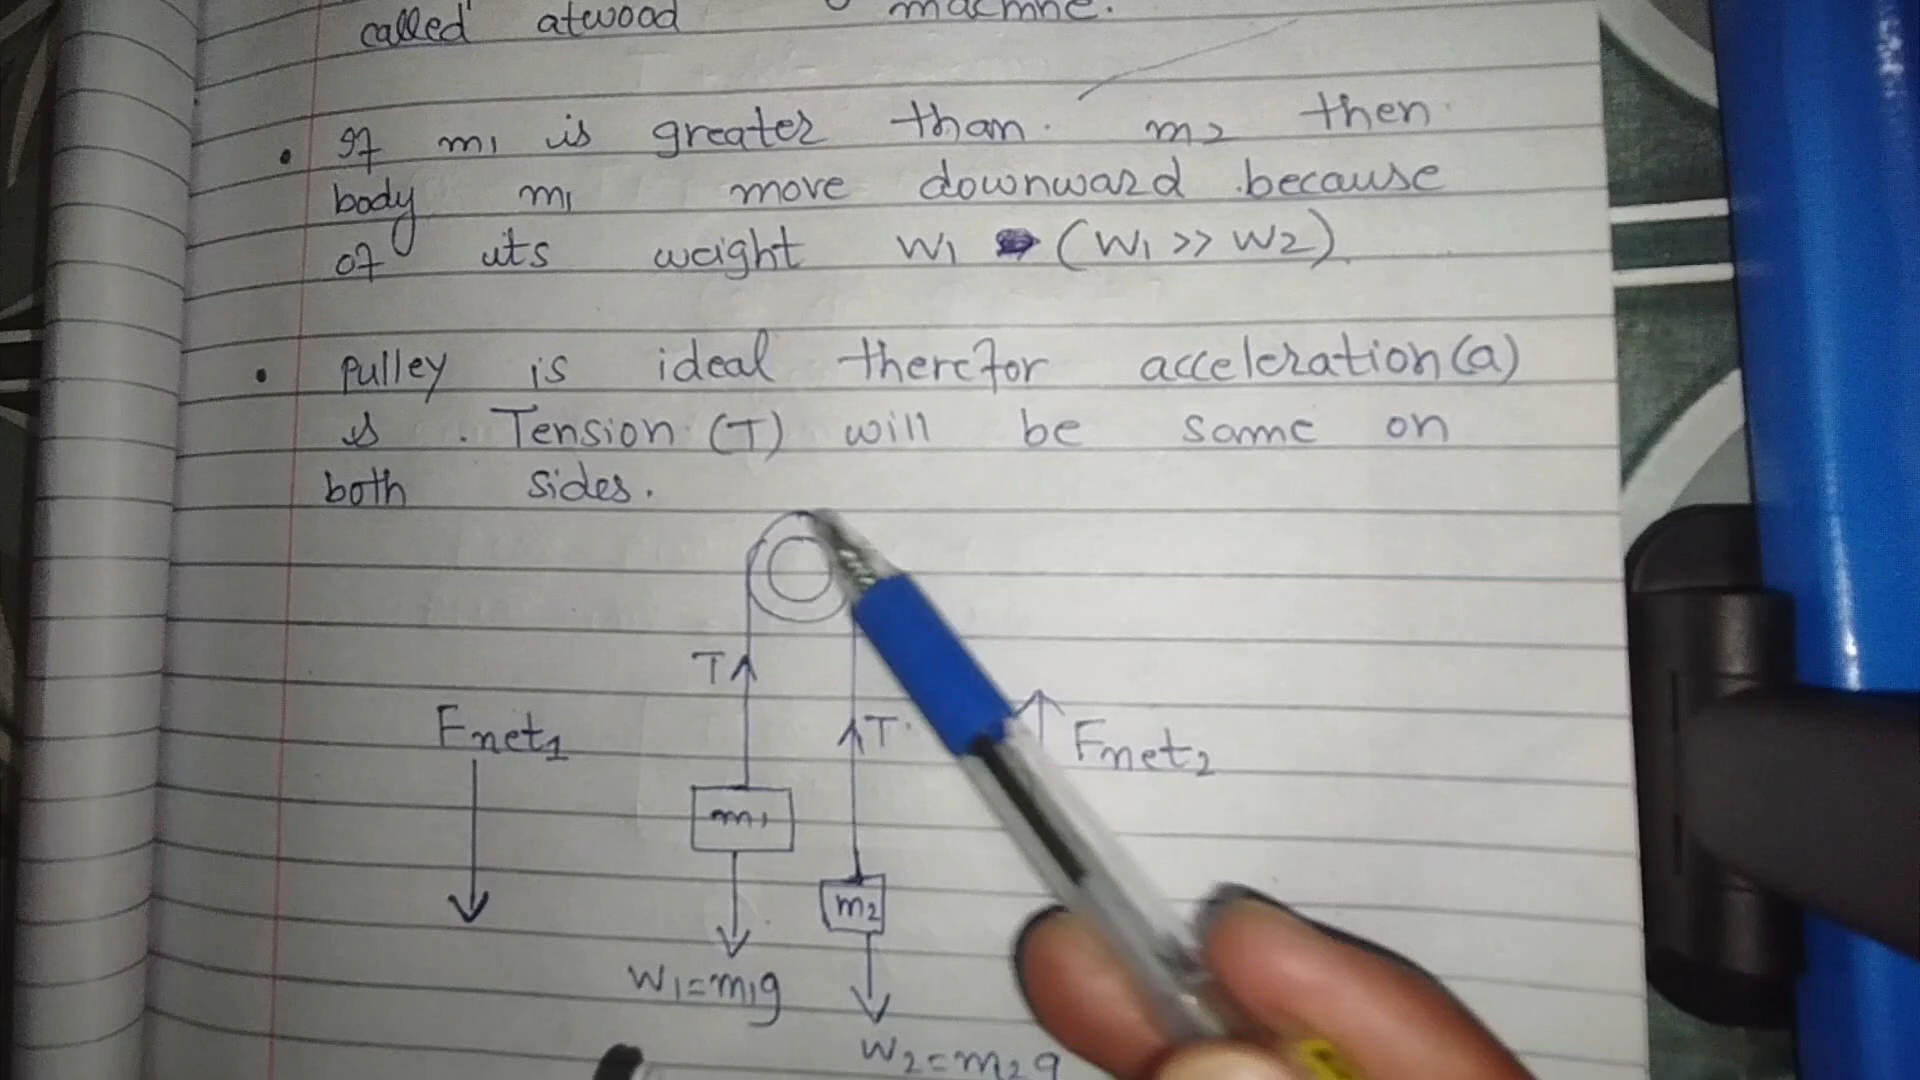 called atwood machine.
• If m1 is greater than m2 then
body m1 move downward because
of its weight W1 (W1 >> W2)
• Pulley is ideal therefor acceleration(a)
is Tension (T) will be same on
both sides.
T
T
Fnet1
Fnet2
m1
m2
W1=m1g
W2=m2g